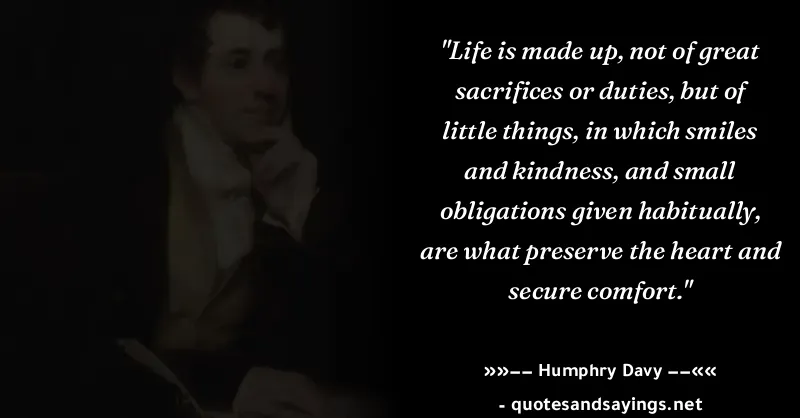 "Life is made up, not of great
sacrifices or duties, but of
little things, in which smiles
and kindness, and small
obligations given habitually,
are what preserve the heart and
secure comfort."
»»−− Humphry Davy −−««
- quotesandsayings.net